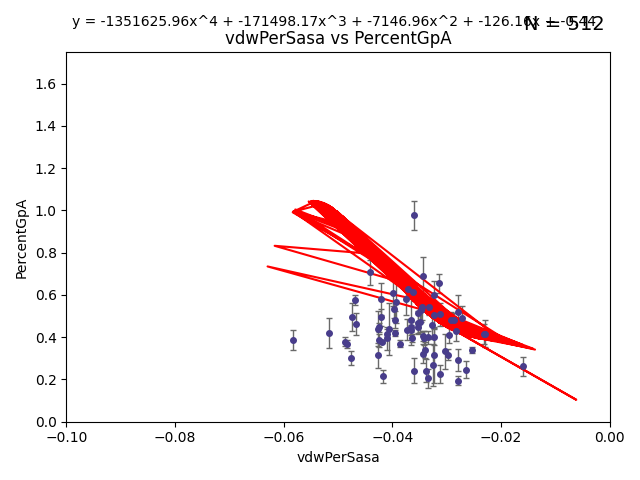 y = -1351625.96x^4 + -171498.17x^3 + -7146.96x^2 + -126.16x + -0.44
N = 512
vdwPerSasa vs PercentGpA
PercentGpA
1.6
1.4
1.2
1.0
0.8
0.6
0.4
0.2
0.0
−0.10 −0.08 −0.06 −0.04 −0.02 0.00
vdwPerSasa